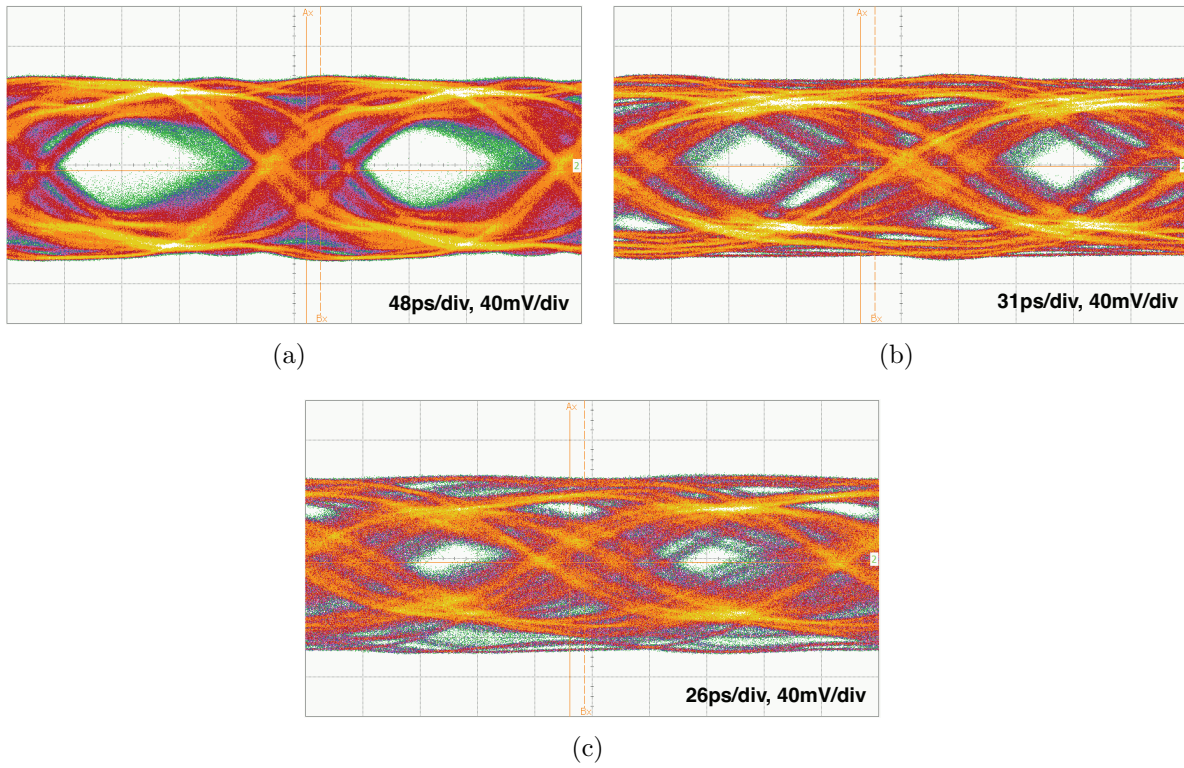 Ax
2
48ps/div, 40mV/div
Bx
(a)
Ax
2
31ps/div, 40mV/div
Bx
(b)
Ax
2
26ps/div, 40mV/div
Bx
(c)